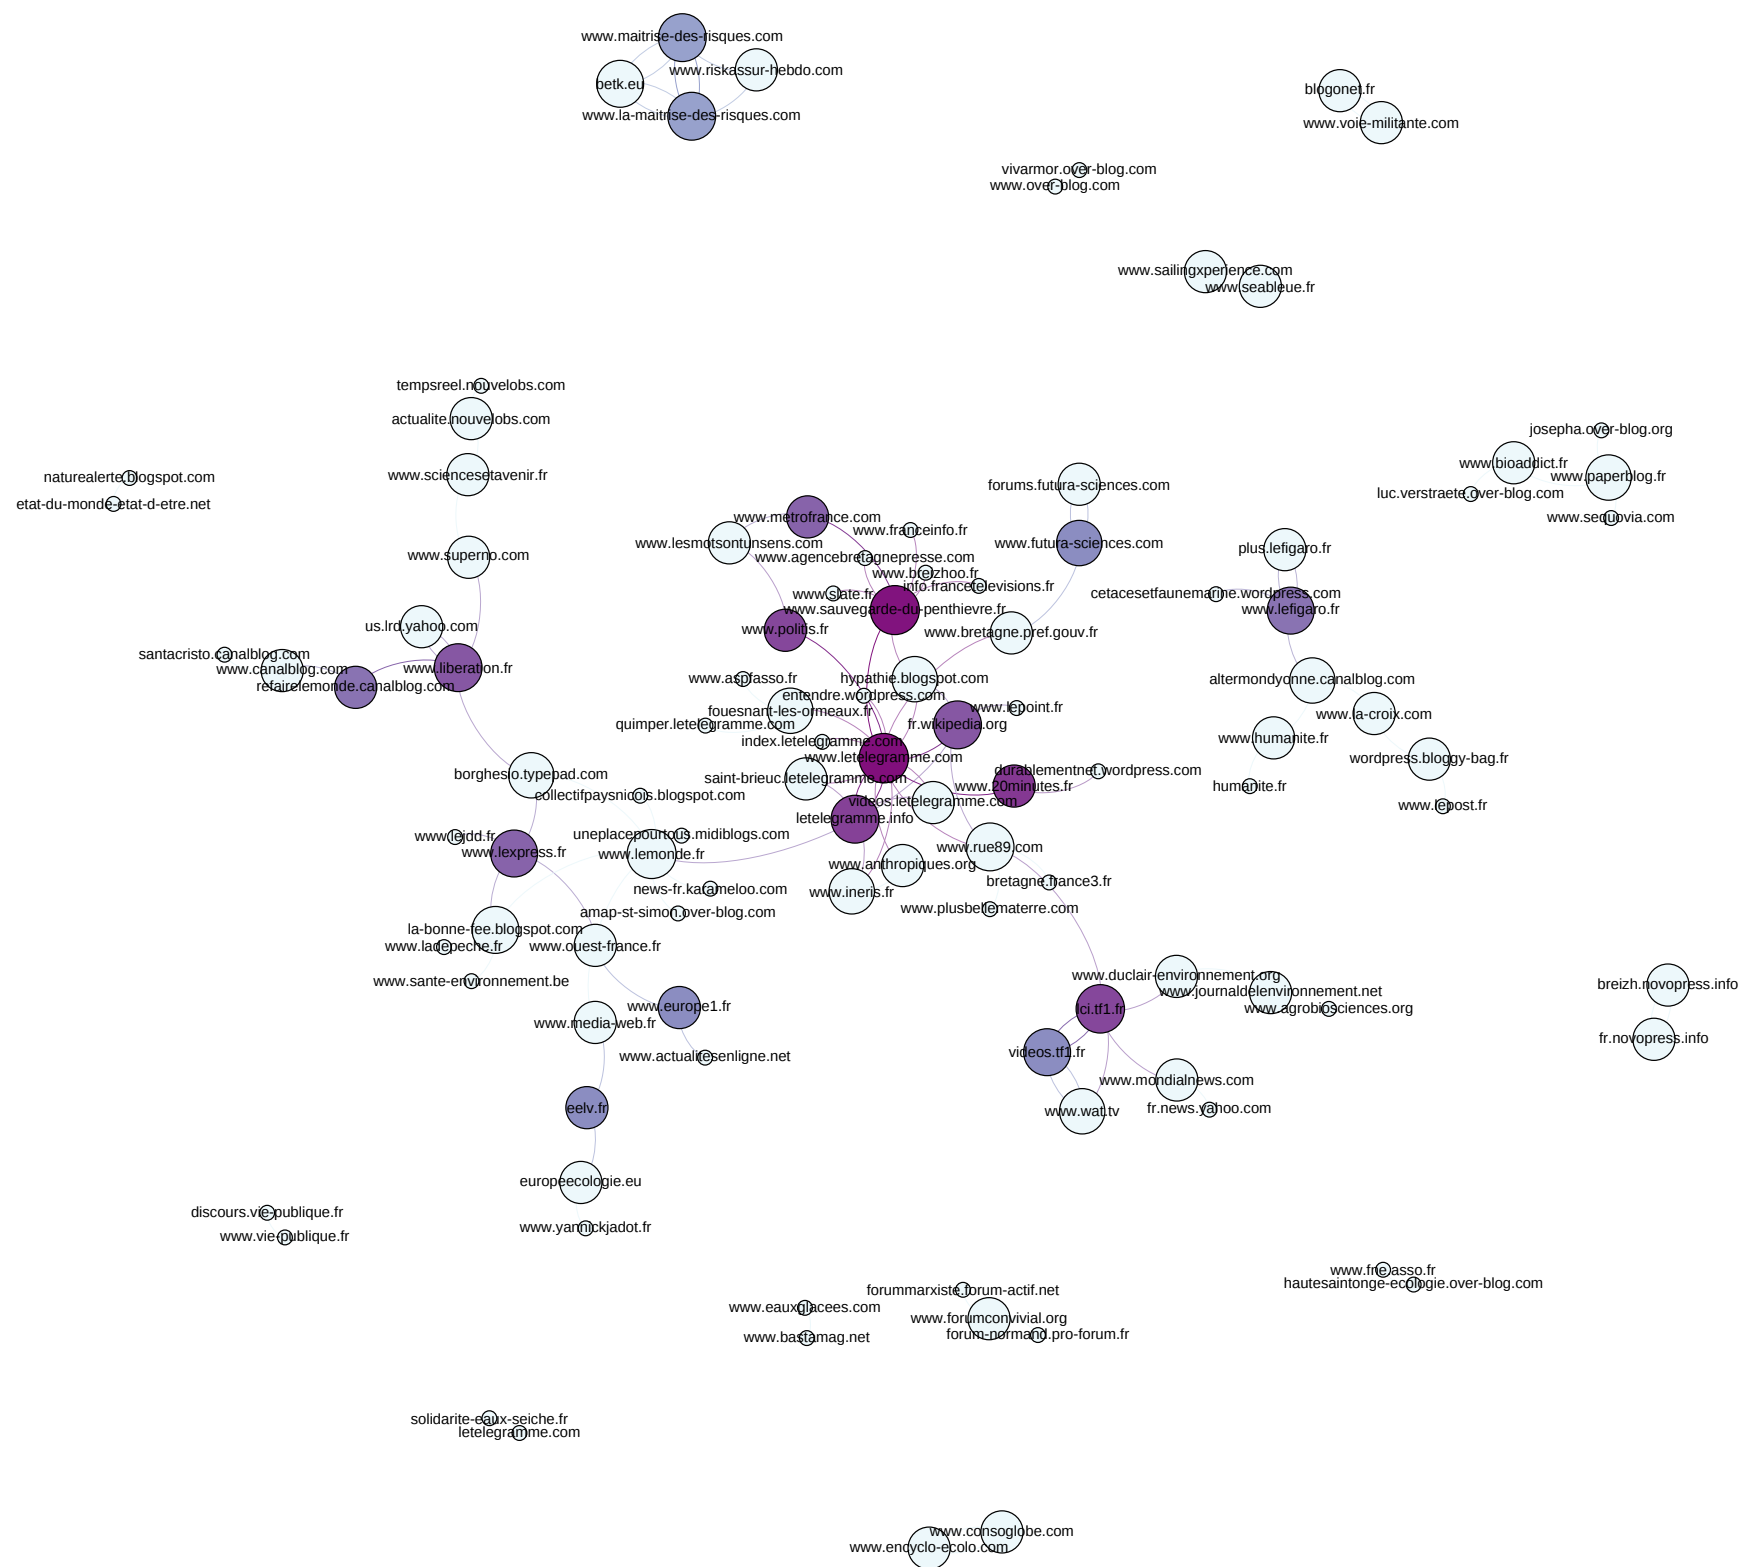 www.maitrise-des-risques.com
www.riskassur-hebdo.com
betk.eu
www.la-maitrise-des-risques.com
blogonet.fr
www.voie-militante.com
vivarmor.over-blog.com
www.over-blog.com
www.sailingxperience.com
www.seableue.fr
tempsreel.nouvelobs.com
actualite.nouvelobs.com
josepha.over-blog.org
www.bioaddict.fr
www.paperblog.fr
luc.verstraete.over-blog.com
www.sequovia.com
naturealerte.blogspot.com
etat-du-monde-etat-d-etre.net
www.sciencesetavenir.fr
forums.futura-sciences.com
www.metrofrance.com
www.franceinfo.fr
www.lesmotsontunsens.com
www.futura-sciences.com
plus.lefigaro.fr
www.superno.com
www.agencebretagnepresse.com
www.breizhoo.fr
info.francetelevisions.fr
www.slate.fr
cetacesetfaunemarine.wordpress.com
www.sauvegarde-du-penthievre.fr
www.lefigaro.fr
us.lrd.yahoo.com
www.politis.fr
www.bretagne.pref.gouv.fr
santacristo.canalblog.com
www.canalblog.com
www.liberation.fr
refairelemonde.canalblog.com
www.aspfasso.fr
hypathie.blogspot.com
altermondyonne.canalblog.com
entendre.wordpress.com
www.lepoint.fr
fouesnant-les-ormeaux.fr
www.la-croix.com
quimper.letelegramme.com
fr.wikipedia.org
index.letelegramme.com
www.humanite.fr
www.letelegramme.com
wordpress.bloggy-bag.fr
borghesio.typepad.com
saint-brieuc.letelegramme.com
durablementnet.wordpress.com
www.20minutes.fr
humanite.fr
collectifpaysnicois.blogspot.com
videos.letelegramme.com
www.lepost.fr
letelegramme.info
www.lejdd.fr
uneplacepourtous.midiblogs.com
www.lexpress.fr
www.lemonde.fr
www.rue89.com
www.anthropiques.org
bretagne.france3.fr
news-fr.karameloo.com
www.ineris.fr
www.plusbellematerre.com
amap-st-simon.over-blog.com
la-bonne-fee.blogspot.com
www.ladepeche.fr
www.ouest-france.fr
www.sante-environnement.be
www.duclair-environnement.org
www.journaldelenvironnement.net
www.agrobiosciences.org
breizh.novopress.info
www.europe1.fr
lci.tf1.fr
www.media-web.fr
fr.novopress.info
videos.tf1.fr
www.actualitesenligne.net
www.mondialnews.com
eelv.fr
www.wat.tv
fr.news.yahoo.com
europeecologie.eu
discours.vie-publique.fr
www.yannickjadot.fr
www.vie-publique.fr
www.fne.asso.fr
hautesaintonge-ecologie.over-blog.com
forummarxiste.forum-actif.net
www.eauxglacees.com
www.forumconvivial.org
forum-normand.pro-forum.fr
www.bastamag.net
solidarite-eaux-seiche.fr
letelegramme.com
www.consoglobe.com
www.encyclo-ecolo.com